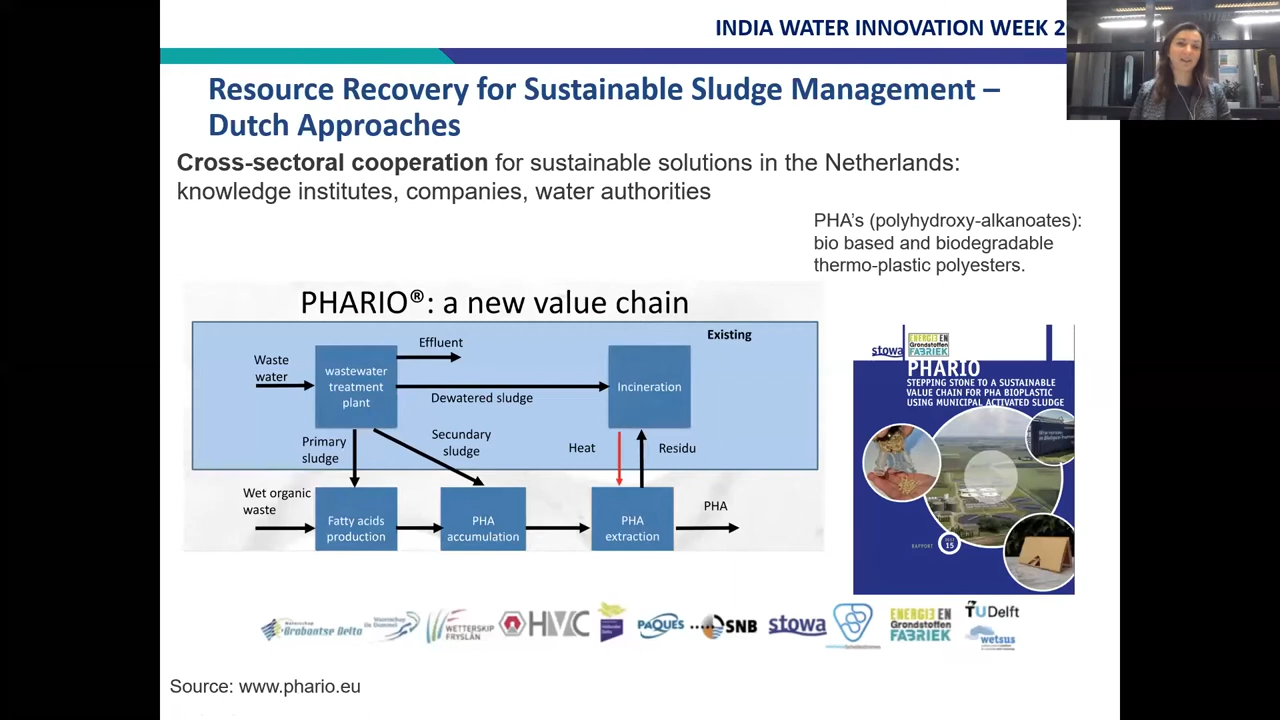 INDIA WATER INNOVATION WEEK 2
Resource Recovery for Sustainable Sludge Management –
Dutch Approaches
Cross-sectoral cooperation for sustainable solutions in the Netherlands:
knowledge institutes, companies, water authorities
PHA's (polyhydroxy-alkanoates):
bio based and biodegradable
thermo-plastic polyesters.
PHARIO®: a new value chain
Existing
Effluent
Waste
water
wastewater
treatment
plant
Incineration
Dewatered sludge
Primary
sludge
Secundary
sludge
Heat
Residu
Wet organic
waste
Fatty acids
production
PHA
accumulation
PHA
extraction
PHA
stowa
ENERGIE EN
Grondstoffen
FABRIEK
PHARIO
STEPPING STONE TO A SUSTAINABLE
VALUE CHAIN FOR PHA BIOPLASTIC
USING MUNICIPAL ACTIVATED SLUDGE
RAPPORT
15
Brabantse Delta
De Dommel
WETTERSKIP
FRYSLÂN
HVC
PAQUES
SNB
stowa
ENERGIE EN
Grondstoffen
FABRIEK
TUDelft
wetsus
Source: www.phario.eu